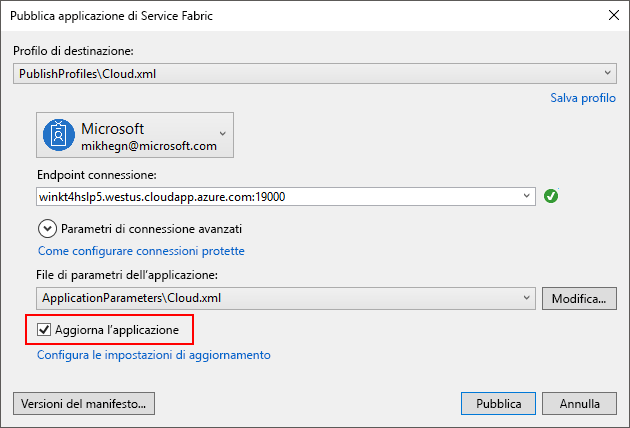 Pubblica applicazione di Service Fabric
Profilo di destinazione:
PublishProfiles\Cloud.xml
Salva profilo
Microsoft
mikhegn@microsoft.com
Endpoint connessione:
winkt4hslp5.westus.cloudapp.azure.com:19000
Parametri di connessione avanzati
Come configurare connessioni protette
File di parametri dell'applicazione:
ApplicationParameters\Cloud.xml
Modifica...
Aggiorna l'applicazione
Configura le impostazioni di aggiornamento
Versioni del manifesto...
Pubblica
Annulla